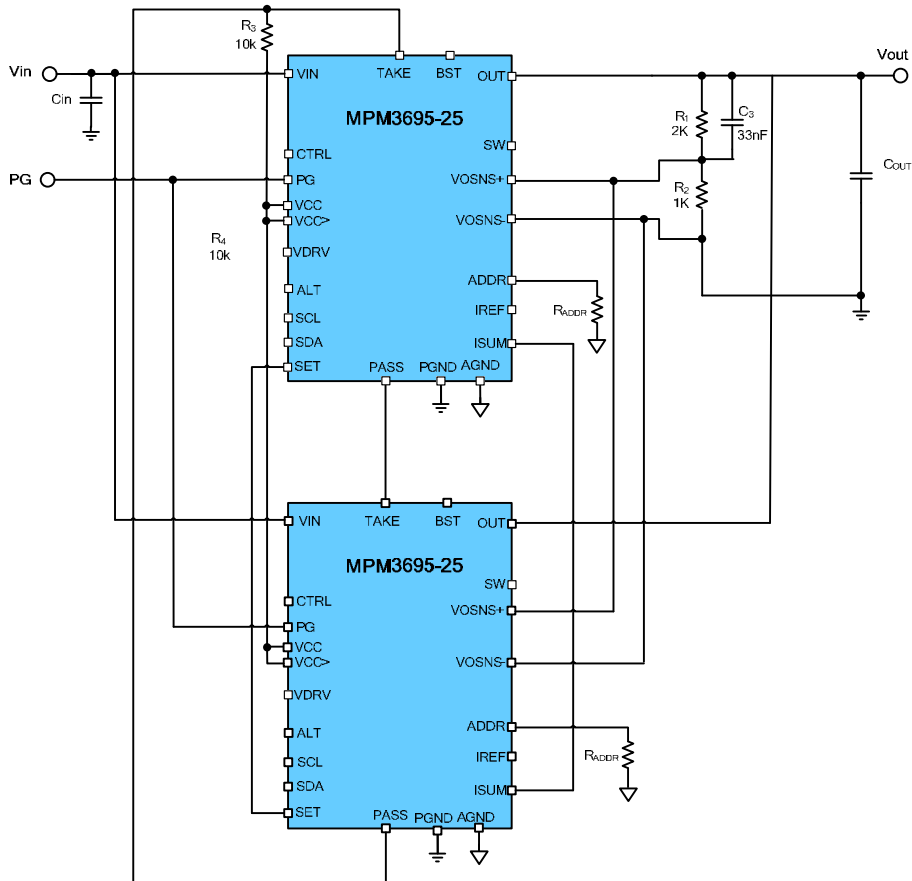 R3
10k
Vin
Cin
PG
R4
10k
VIN
TAKE
BST
OUT
MPM3695-25
CTRL
PG
VCC
VCC>
VDRV
ALT
SCL
SDA
SET
PASS
PGND
AGND
SW
VOSNS+
VOSNS-
ADDR
IREF
ISUM
RADDR
R1
2K
C3
33nF
R2
1K
Vout
COUT
VIN
TAKE
BST
OUT
MPM3695-25
CTRL
PG
VCC
VCC>
VDRV
ALT
SCL
SDA
SET
PASS
PGND
AGND
SW
VOSNS+
VOSNS-
ADDR
IREF
ISUM
RADDR